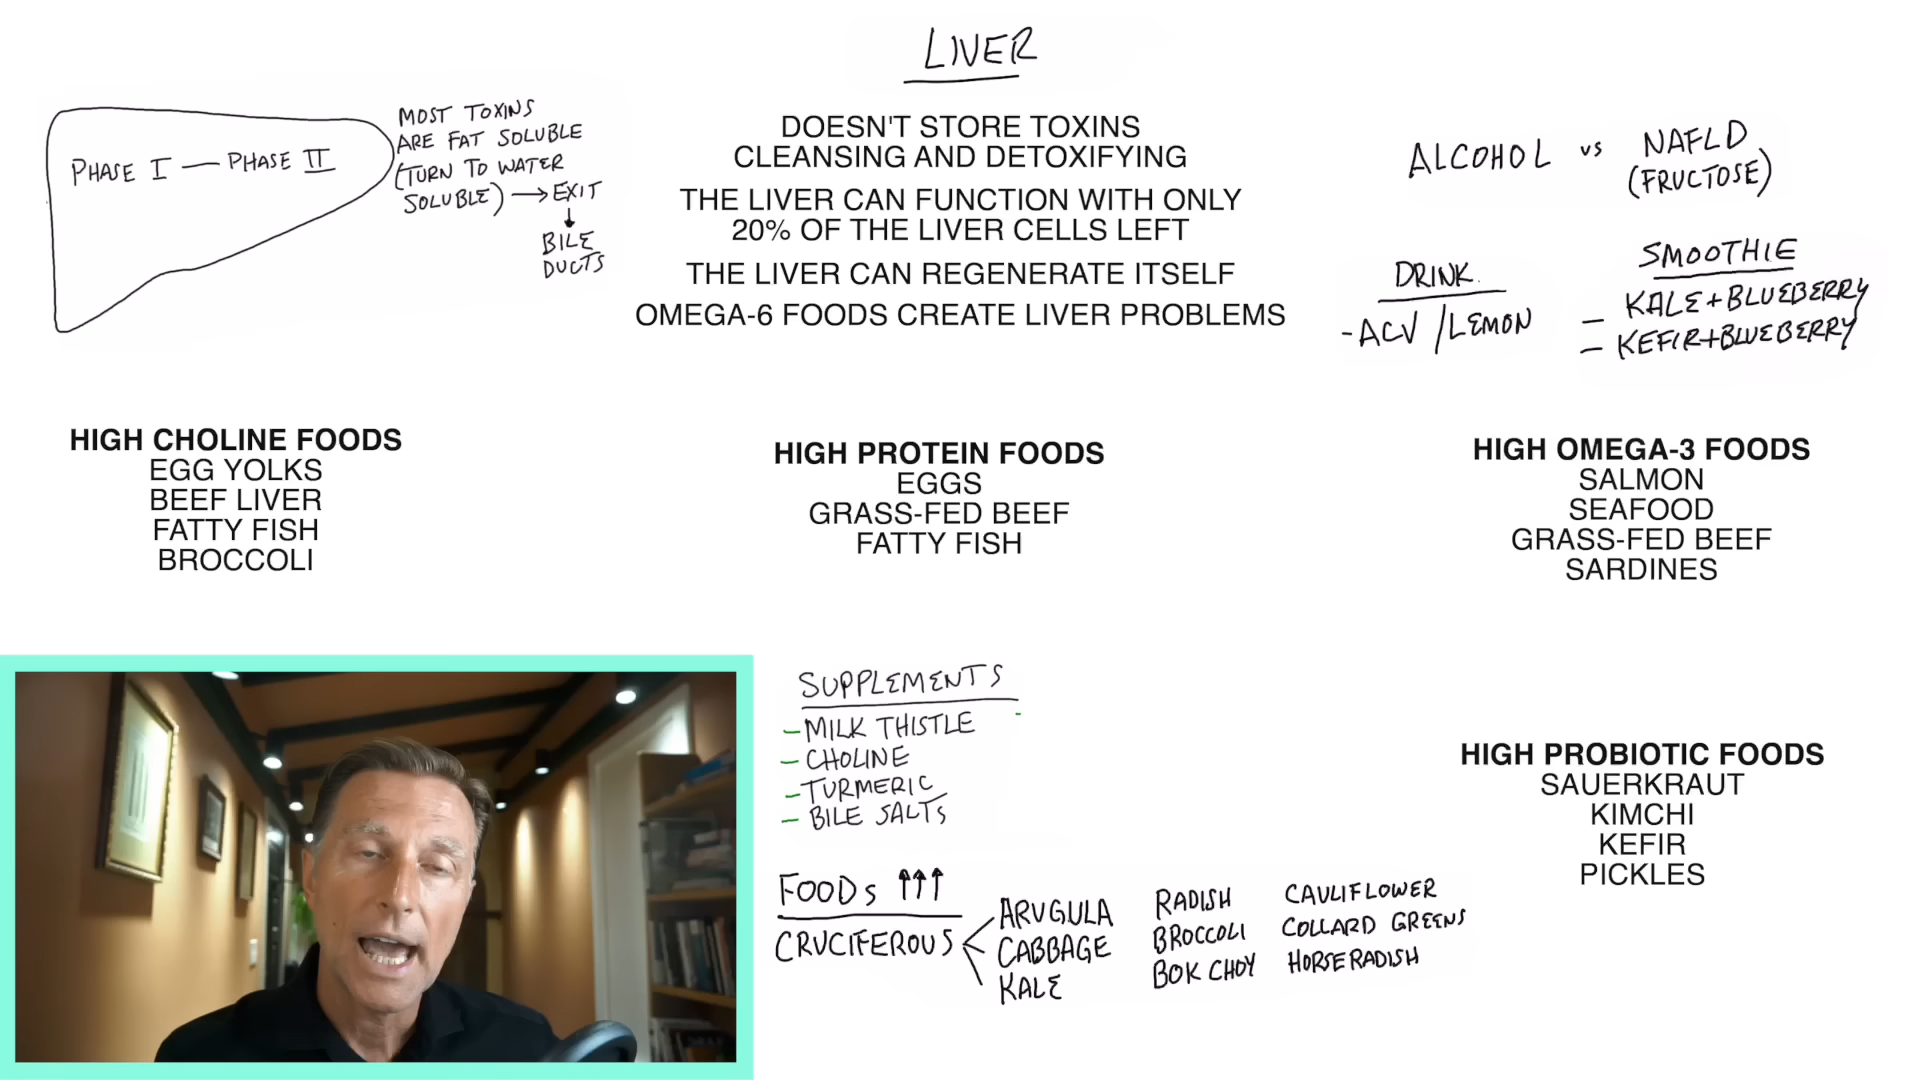 LIVER
PHASE I — PHASE II
MOST TOXINS
ARE FAT SOLUBLE
(TURN TO WATER
SOLUBLE) → EXIT
↓
BILE
DUCTS
DOESN'T STORE TOXINS
CLEANSING AND DETOXIFYING
THE LIVER CAN FUNCTION WITH ONLY
20% OF THE LIVER CELLS LEFT
THE LIVER CAN REGENERATE ITSELF
OMEGA-6 FOODS CREATE LIVER PROBLEMS
ALCOHOL vs NAFLD
(FRUCTOSE)
DRINK
- ACV / LEMON
SMOOTHIE
- KALE + BLUEBERRY
- KEFIR + BLUEBERRY
HIGH CHOLINE FOODS
EGG YOLKS
BEEF LIVER
FATTY FISH
BROCCOLI
HIGH PROTEIN FOODS
EGGS
GRASS-FED BEEF
FATTY FISH
HIGH OMEGA-3 FOODS
SALMON
SEAFOOD
GRASS-FED BEEF
SARDINES
SUPPLEMENTS
- MILK THISTLE
- CHOLINE
- TURMERIC
- BILE SALTS
HIGH PROBIOTIC FOODS
SAUERKRAUT
KIMCHI
KEFIR
PICKLES
FOODS ↑↑↑
CRUCIFEROUS
ARUGULA
CABBAGE
KALE
RADISH
BROCCOLI
BOK CHOY
CAULIFLOWER
COLLARD GREENS
HORSERADISH